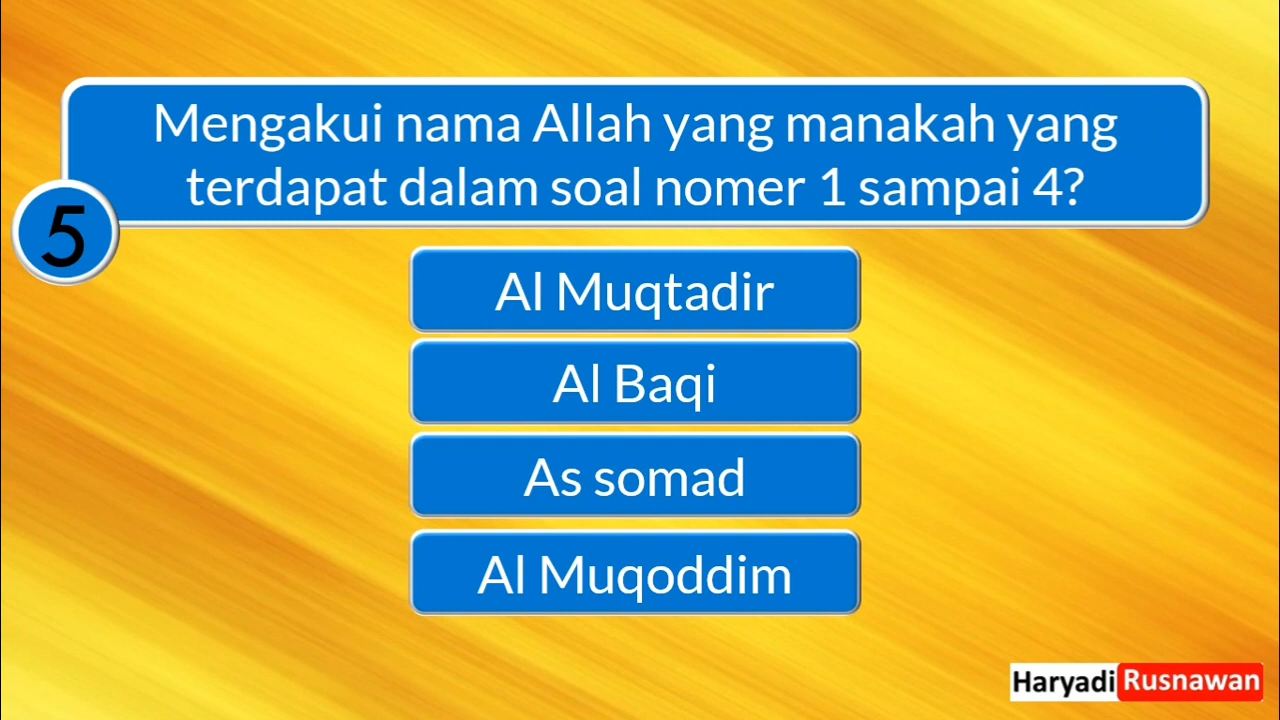 Mengakui nama Allah yang manakah yang
terdapat dalam soal nomer 1 sampai 4?
5
Al Muqtadir
Al Baqi
As somad
Al Muqoddim
Haryadi Rusnawan